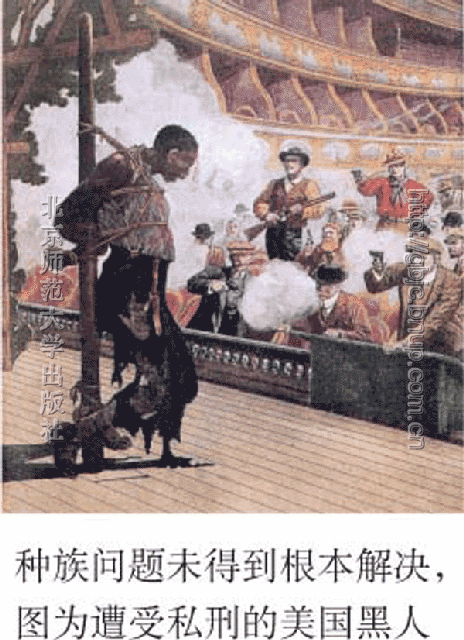 北京师范大学出版社
http://gbjc.bnup.com.cn
种族问题未得到根本解决，
图为遭受私刑的美国黑人